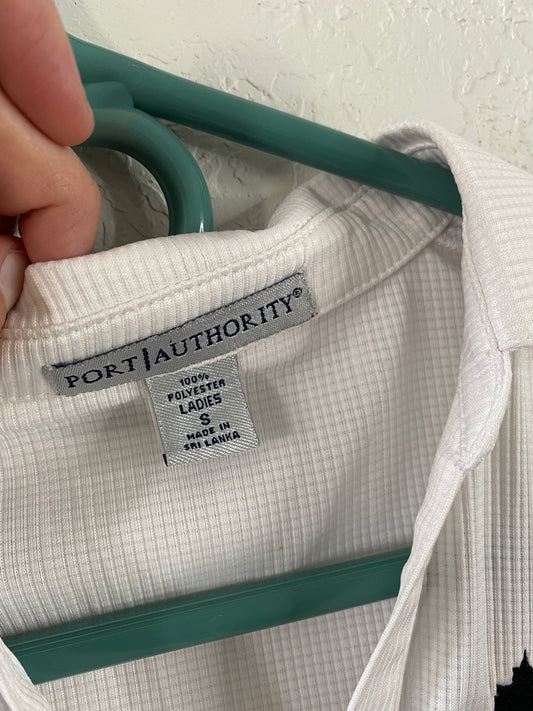 PORT|AUTHORITY®
100%
POLYESTER
LADIES
S
MADE IN
SRI LANKA